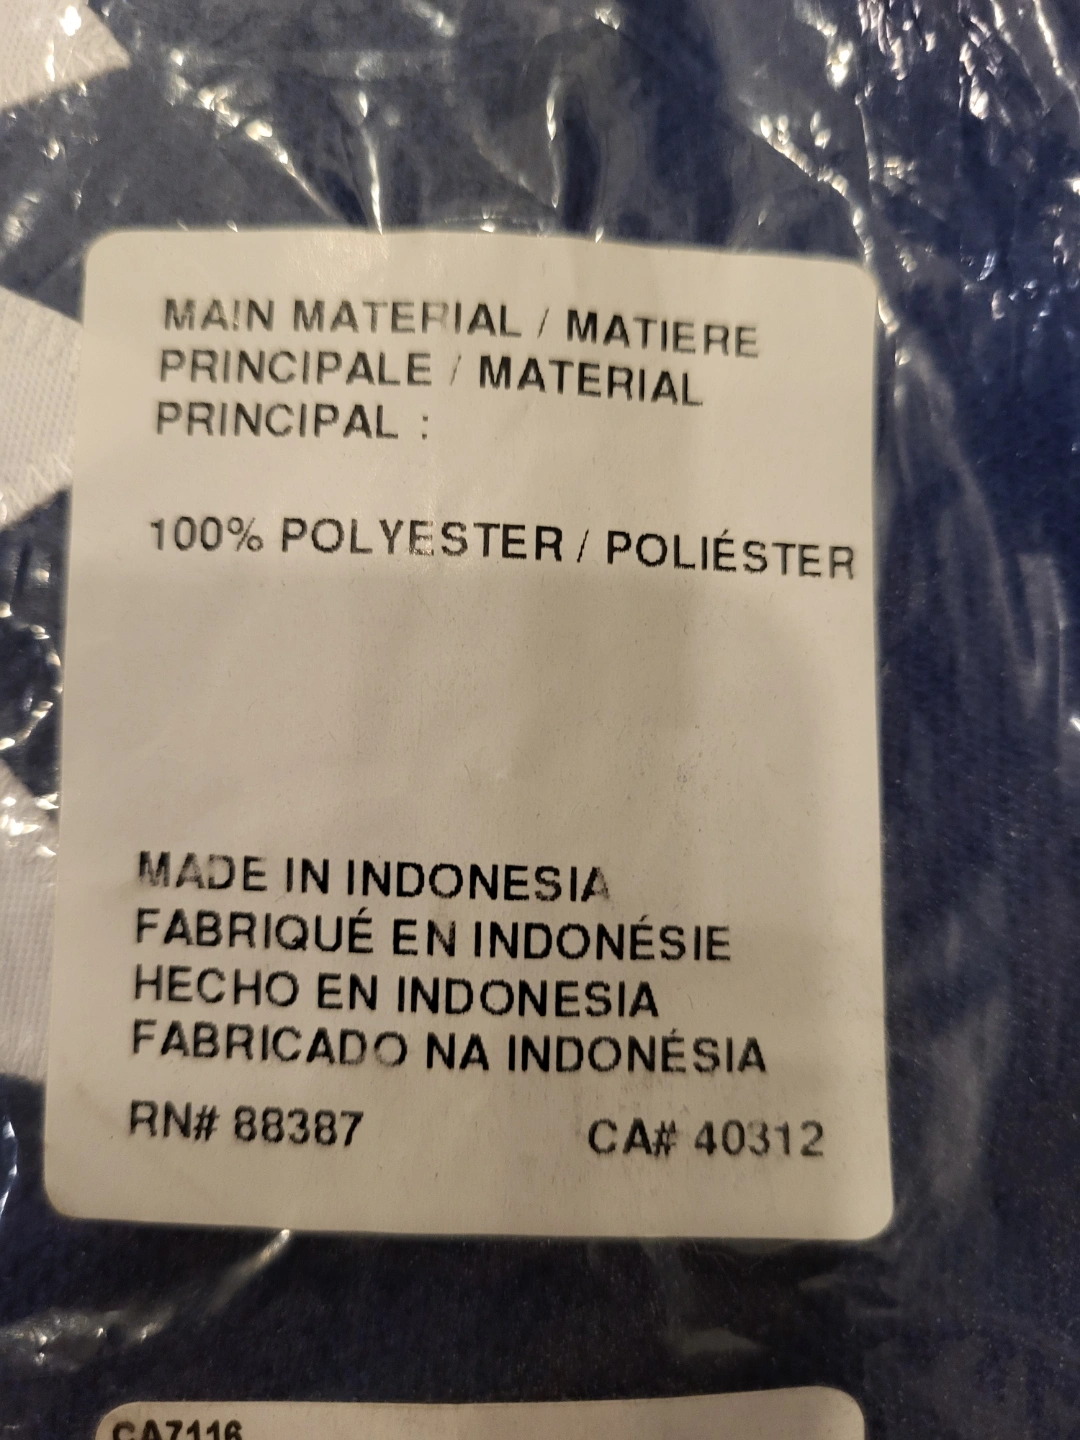 MAIN MATERIAL / MATIERE
PRINCIPALE / MATERIAL
PRINCIPAL :
100% POLYESTER / POLIÉSTER
MADE IN INDONESIA
FABRIQUÉ EN INDONÉSIE
HECHO EN INDONESIA
FABRICADO NA INDONÉSIA
RN# 88387 CA# 40312
CA7116